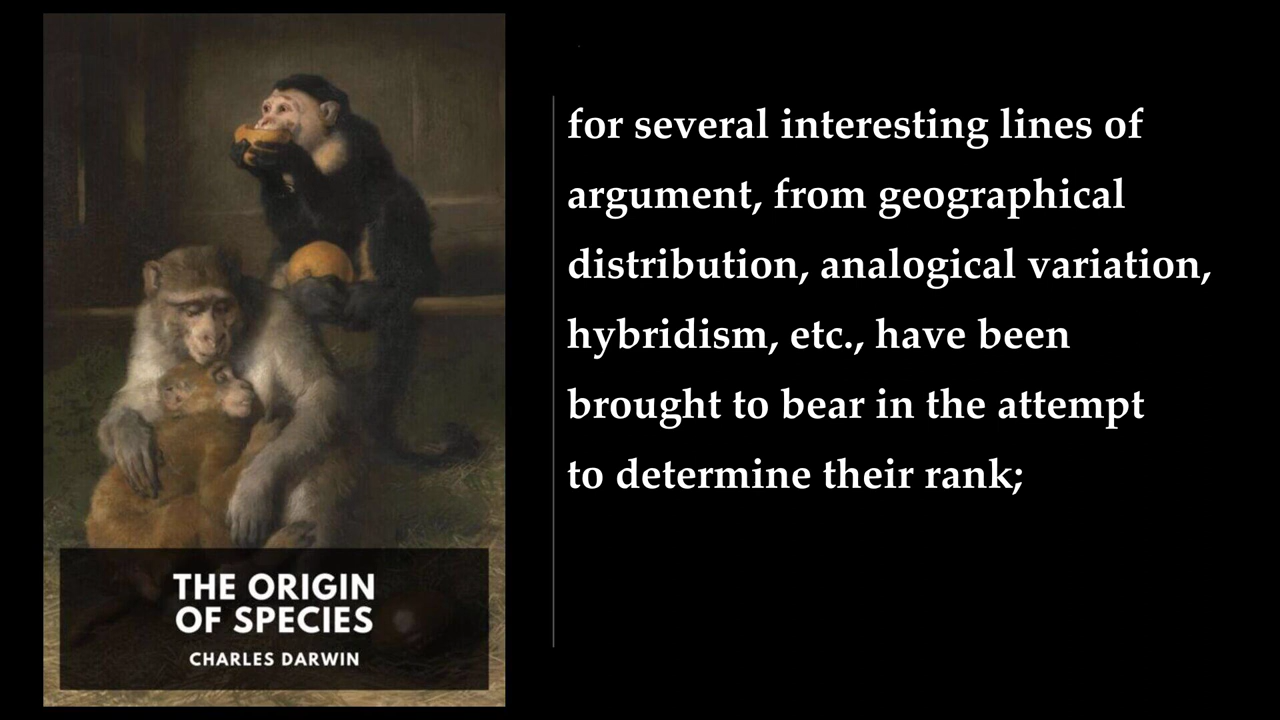 for several interesting lines of
argument, from geographical
distribution, analogical variation,
hybridism, etc., have been
brought to bear in the attempt
to determine their rank;
THE ORIGIN
OF SPECIES
CHARLES DARWIN